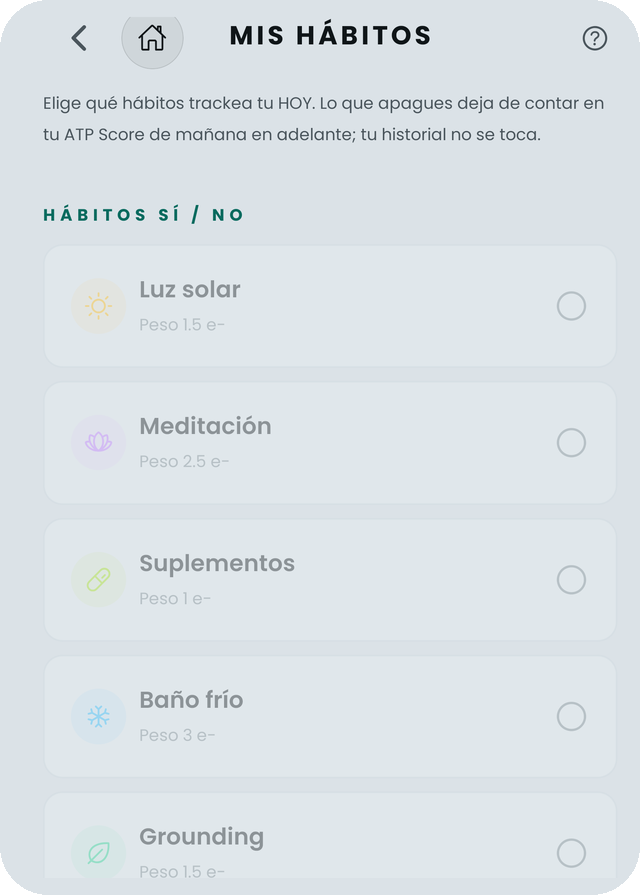 MIS HÁBITOS
Elige qué hábitos trackea tu HOY. Lo que apagues deja de contar en
tu ATP Score de mañana en adelante; tu historial no se toca.
HÁBITOS SÍ / NO
Luz solar
Peso 1.5 e-
Meditación
Peso 2.5 e-
Suplementos
Peso 1 e-
Baño frío
Peso 3 e-
Grounding
Peso 1.5 e-